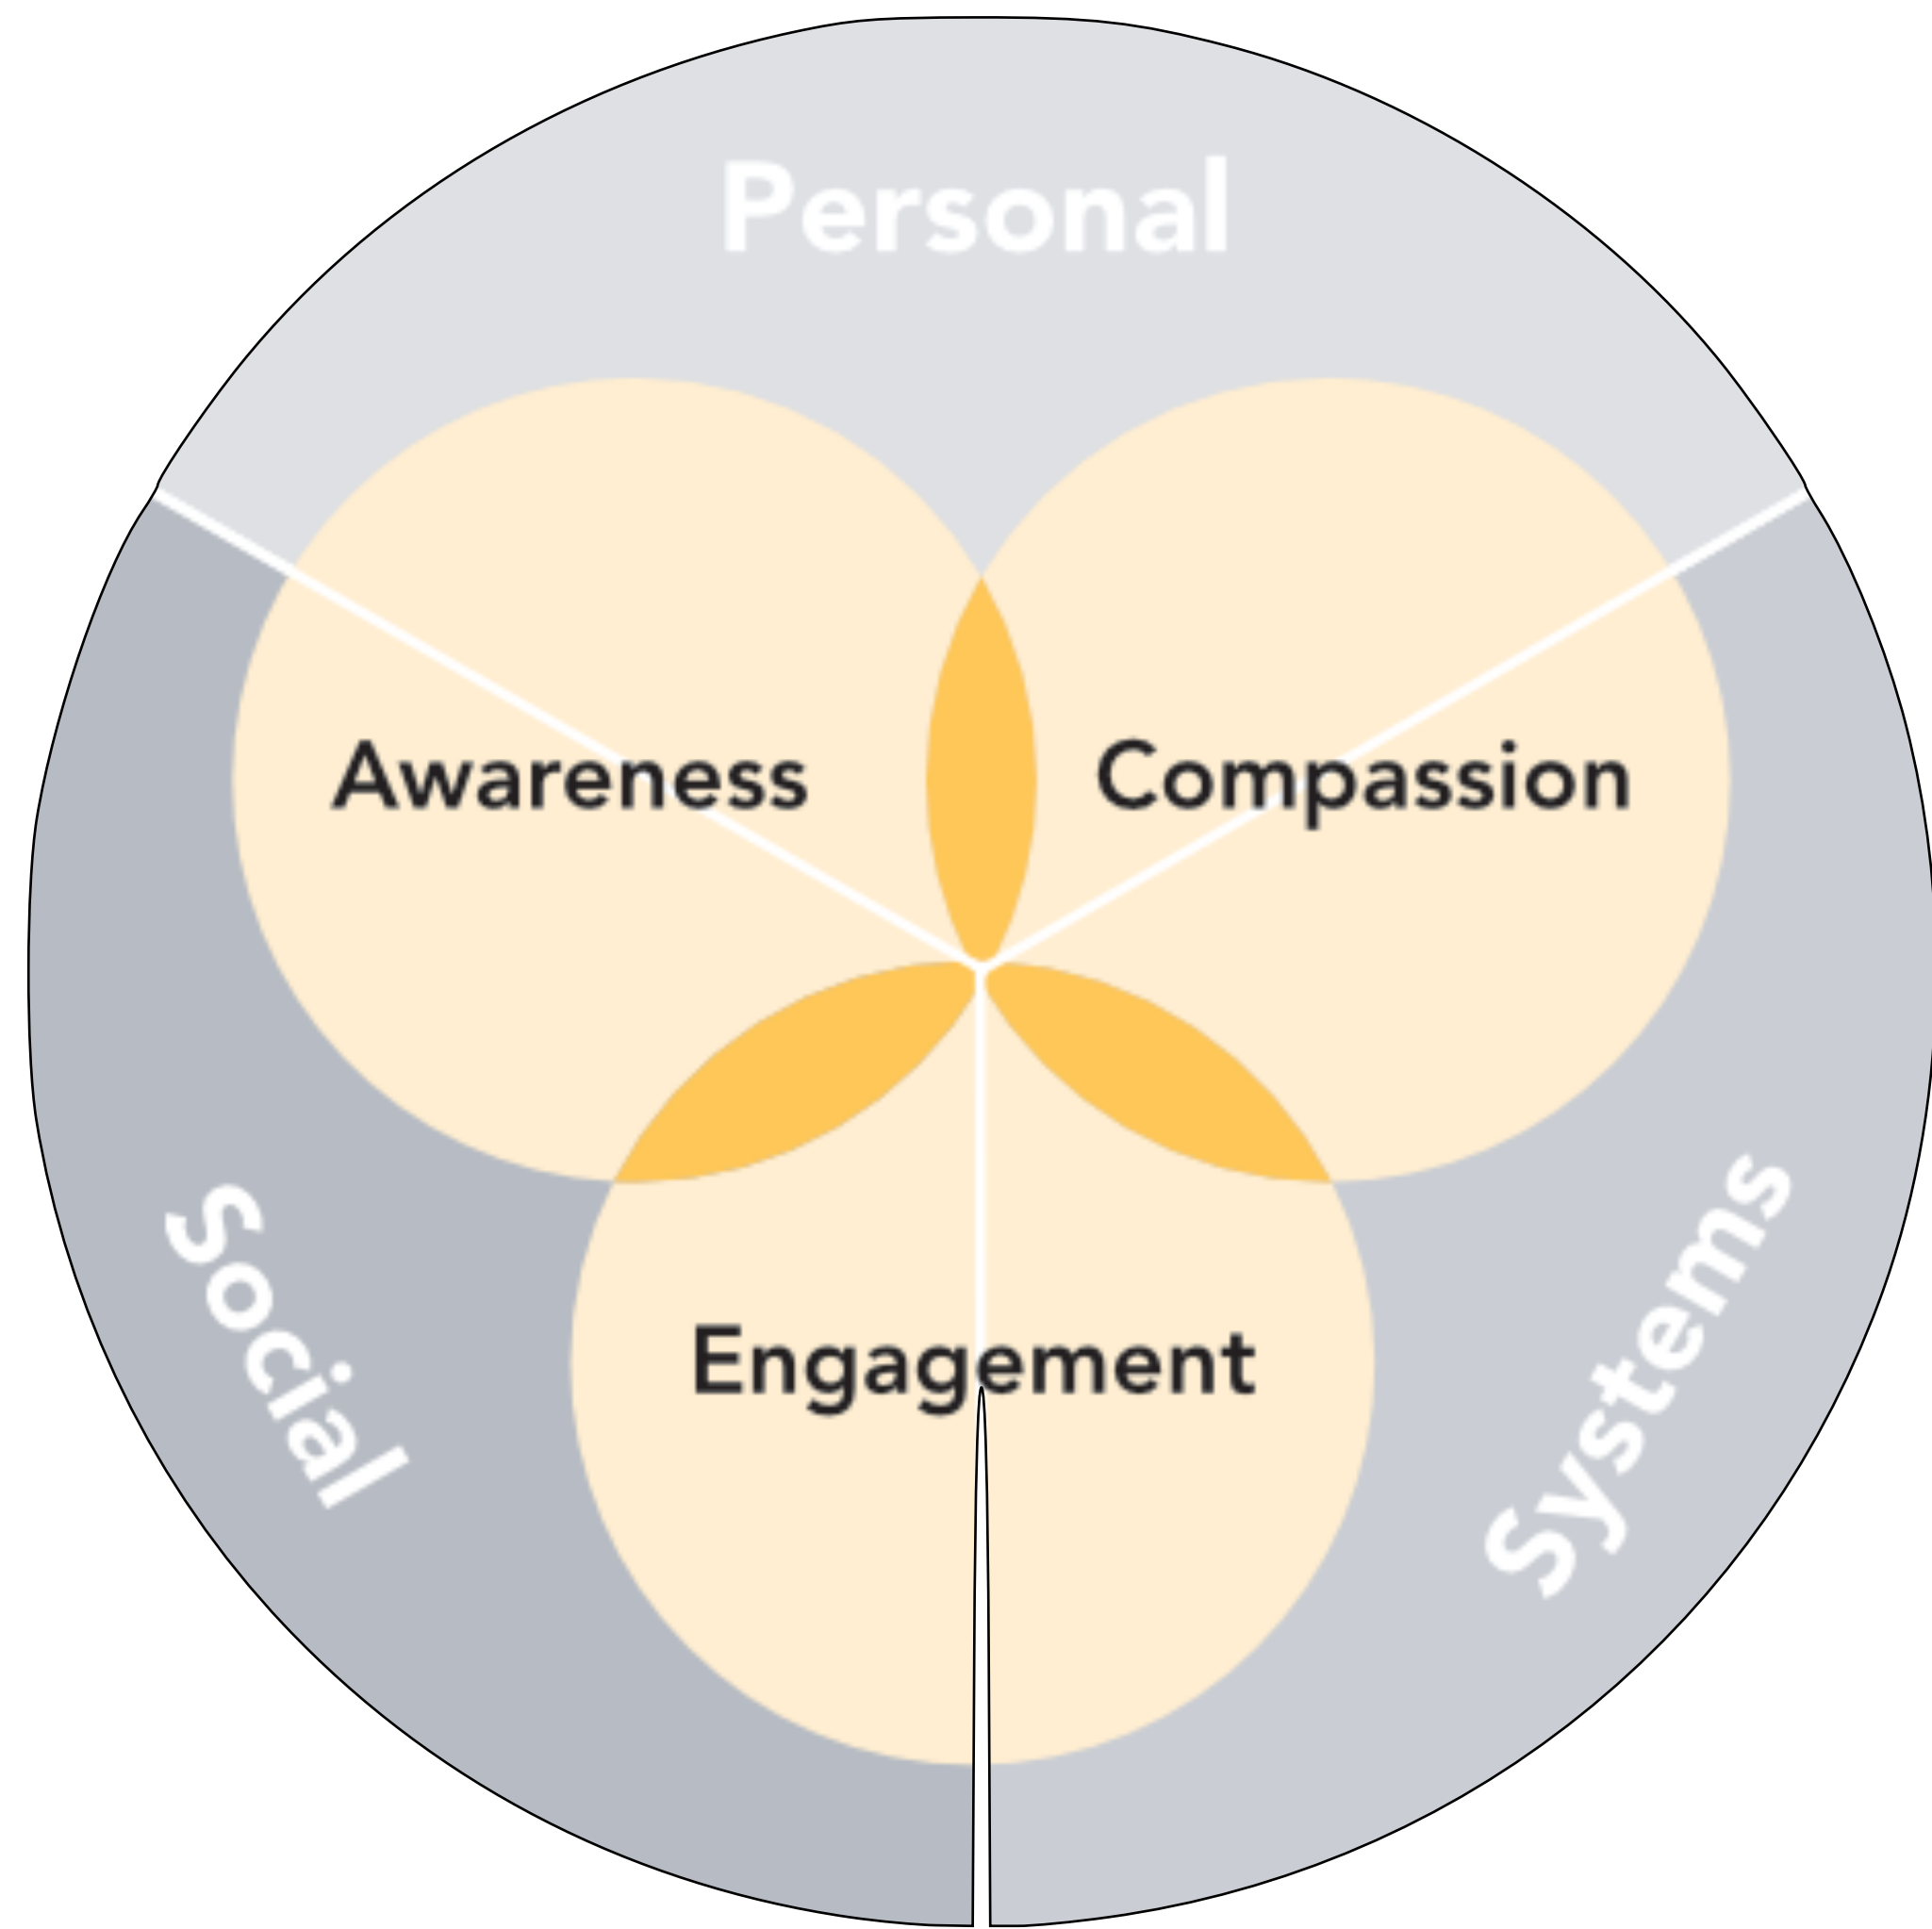 Personal
Awareness
Compassion
Social
Engagement
Systems